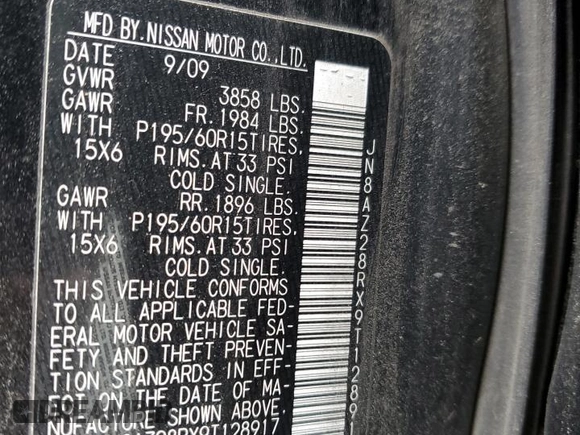 MFD BY.NISSAN MOTOR CO.,LTD.
DATE 9/09
GVWR 3858 LBS.
GAWR FR.1984 LBS.
WITH P195/60R15TIRES,
15X6 RIMS.AT 33 PSI
COLD SINGLE.
GAWR RR.1896 LBS.
WITH P195/60R15TIRES,
15X6 RIMS.AT 33 PSI
COLD SINGLE.
THIS VEHICLE CONFORMS
TO ALL APPLICABLE FED-
ERAL MOTOR VEHICLE SA-
FETY AND THEFT PREVEN-
TION STANDARDS IN EFF-
ECT ON THE DATE OF MA-
NUFACTURE SHOWN ABOVE.
JN8AZ28RX9T12891